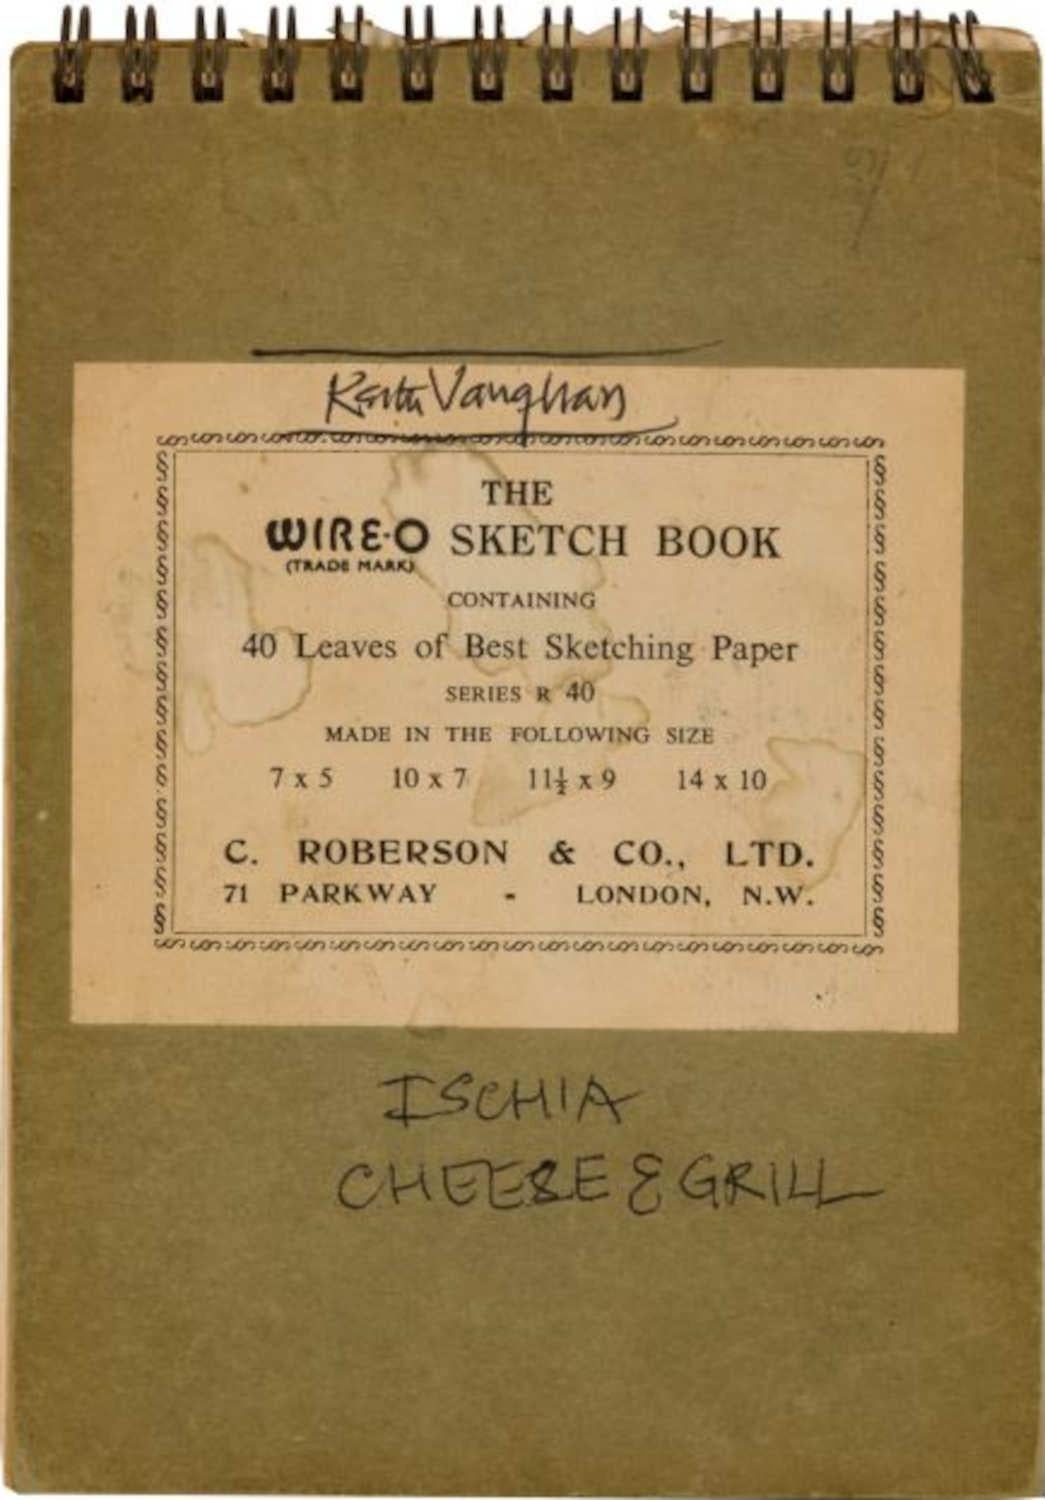 Keith Vaughan
THE
WIRE-O SKETCH BOOK
(TRADE MARK)
CONTAINING
40 Leaves of Best Sketching Paper
SERIES R 40
MADE IN THE FOLLOWING SIZE
7 x 5 10 x 7 11½ x 9 14 x 10
C. ROBERSON & CO., LTD.
71 PARKWAY - LONDON, N.W.
ISCHIA
CHEESE & GRILL